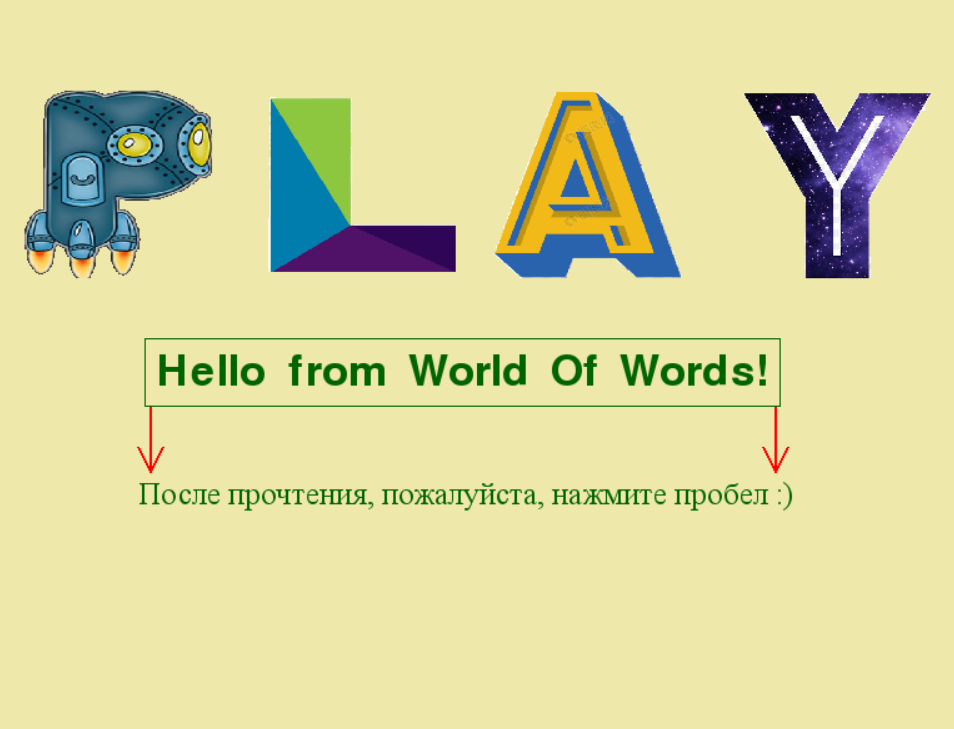 PLAY
Hello from World Of Words!
После прочтения, пожалуйста, нажмите пробел :)